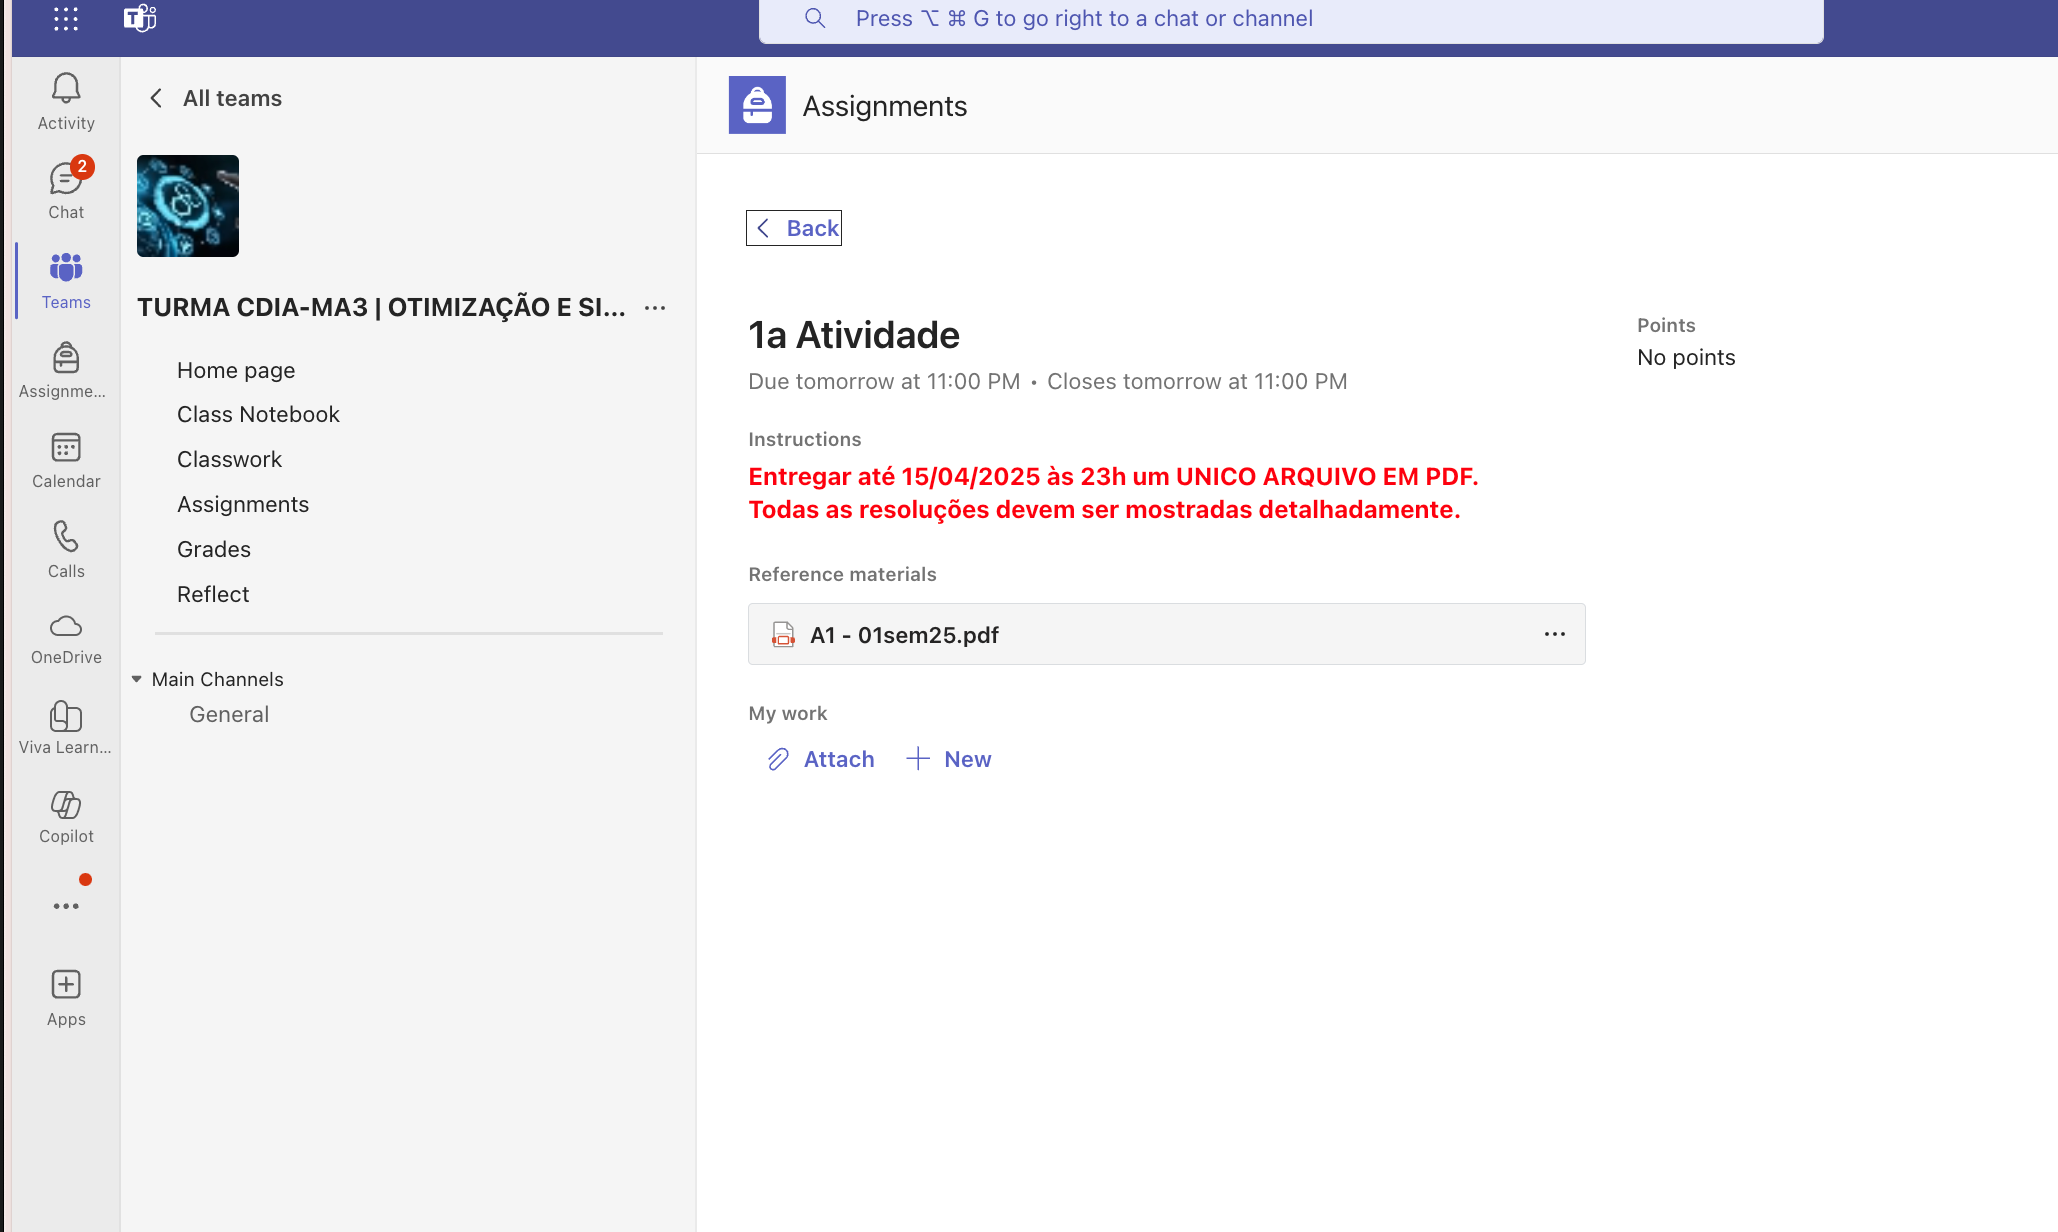 Press ⌥ ⌘ G to go right to a chat or channel
Activity
2
Chat
Teams
Assignme...
Calendar
Calls
OneDrive
Viva Learn...
Copilot
Apps
All teams
TURMA CDIA-MA3 | OTIMIZAÇÃO E SI...
Home page
Class Notebook
Classwork
Assignments
Grades
Reflect
Main Channels
General
Assignments
Back
1a Atividade
Due tomorrow at 11:00 PM • Closes tomorrow at 11:00 PM
Points
No points
Instructions
Entregar até 15/04/2025 às 23h um UNICO ARQUIVO EM PDF.
Todas as resoluções devem ser mostradas detalhadamente.
Reference materials
A1 - 01sem25.pdf
My work
Attach
New